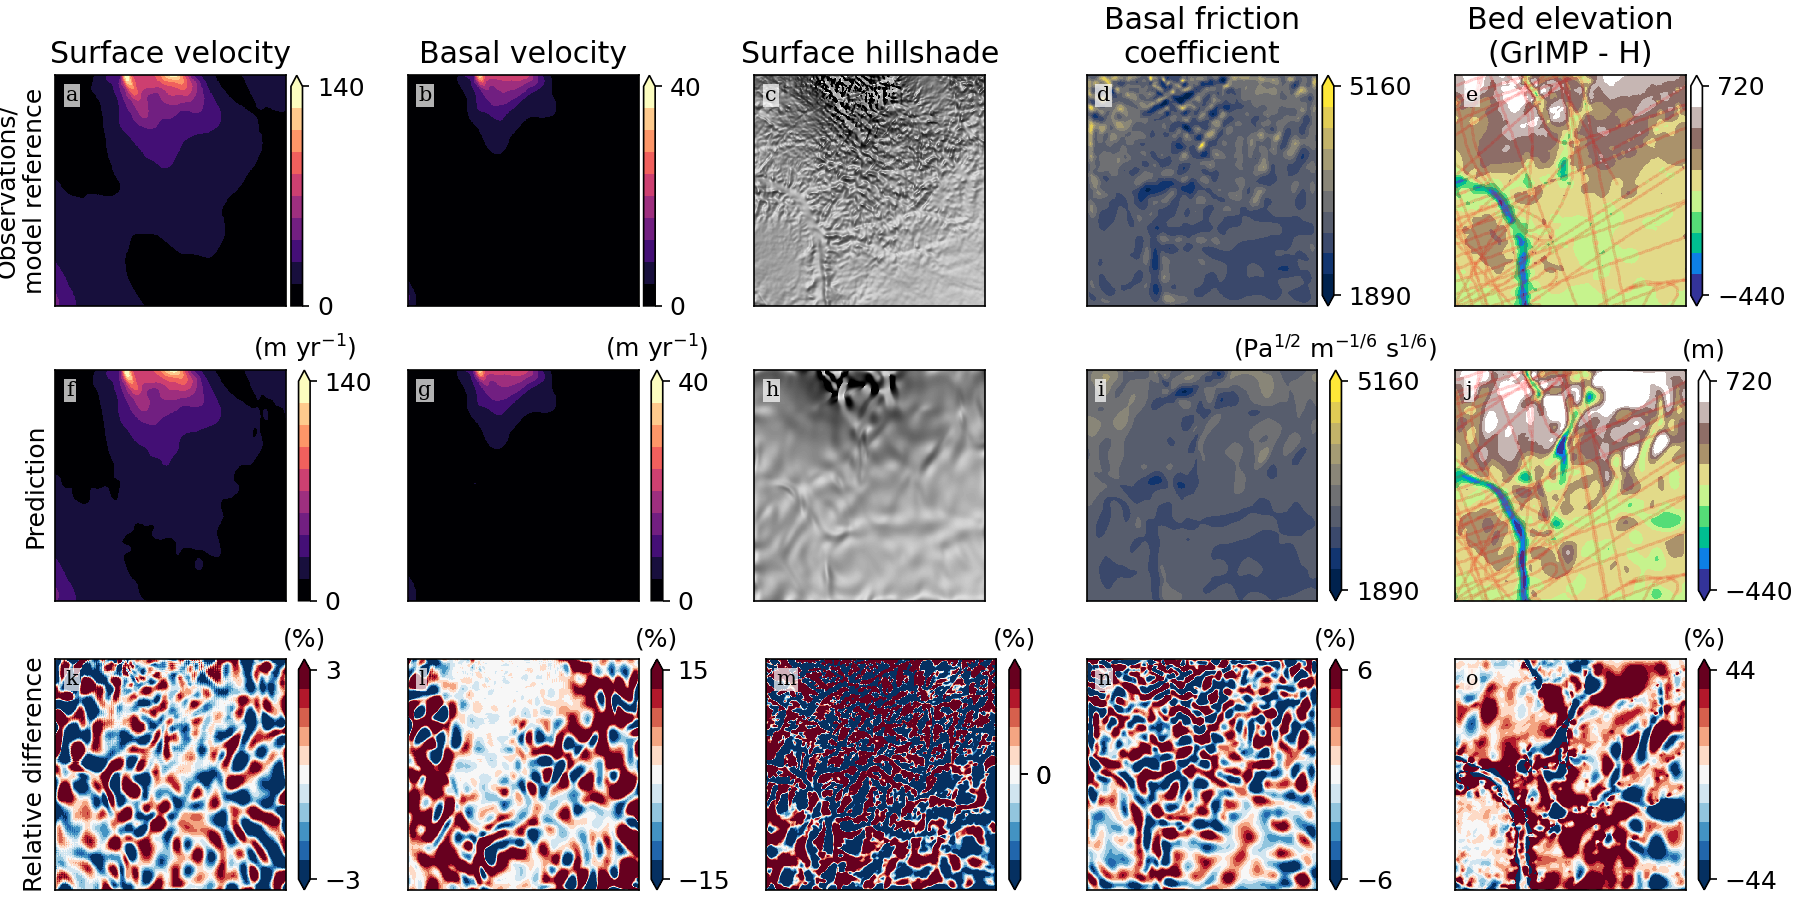 Surface velocity
Basal velocity
Surface hillshade
Basal friction
coefficient
Bed elevation
(GrIMP - H)
Observations/
model reference
a
140
0
b
40
0
c
d
5160
1890
e
720
−440
(m yr−1)
(m yr−1)
(Pa1/2 m−1/6 s1/6)
(m)
Prediction
f
140
0
g
40
0
h
i
5160
1890
j
720
−440
(%)
(%)
(%)
(%)
(%)
Relative difference
k
3
−3
l
15
−15
m
0
n
6
−6
o
44
−44